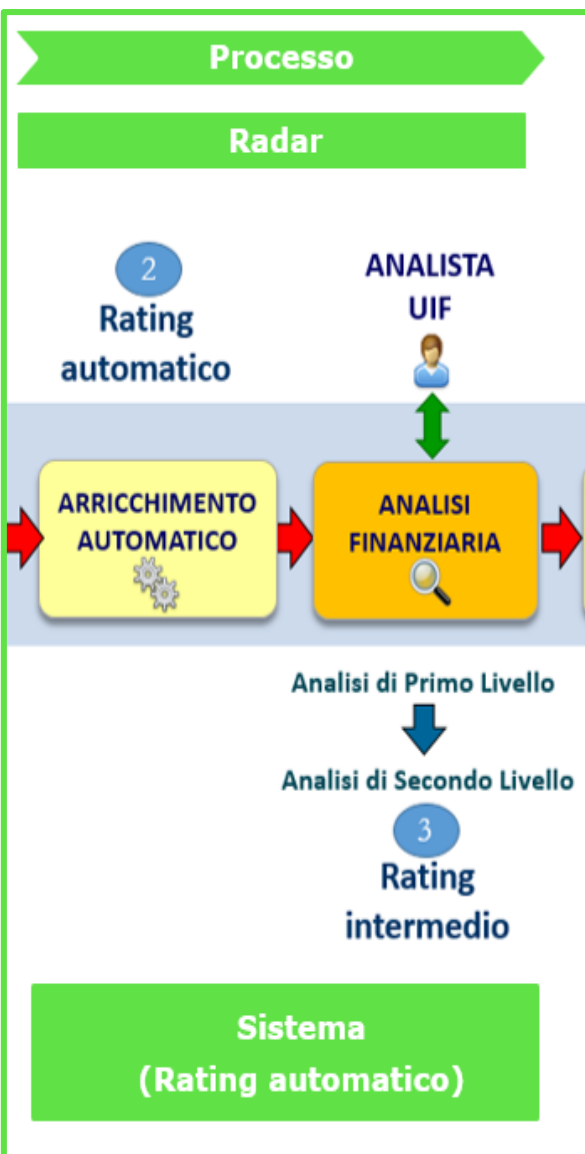 Processo
Radar
2
Rating
automatico
ANALISTA
UIF
ARRICCHIMENTO
AUTOMATICO
ANALISI
FINANZIARIA
Analisi di Primo Livello
Analisi di Secondo Livello
3
Rating
intermedio
Sistema
(Rating automatico)